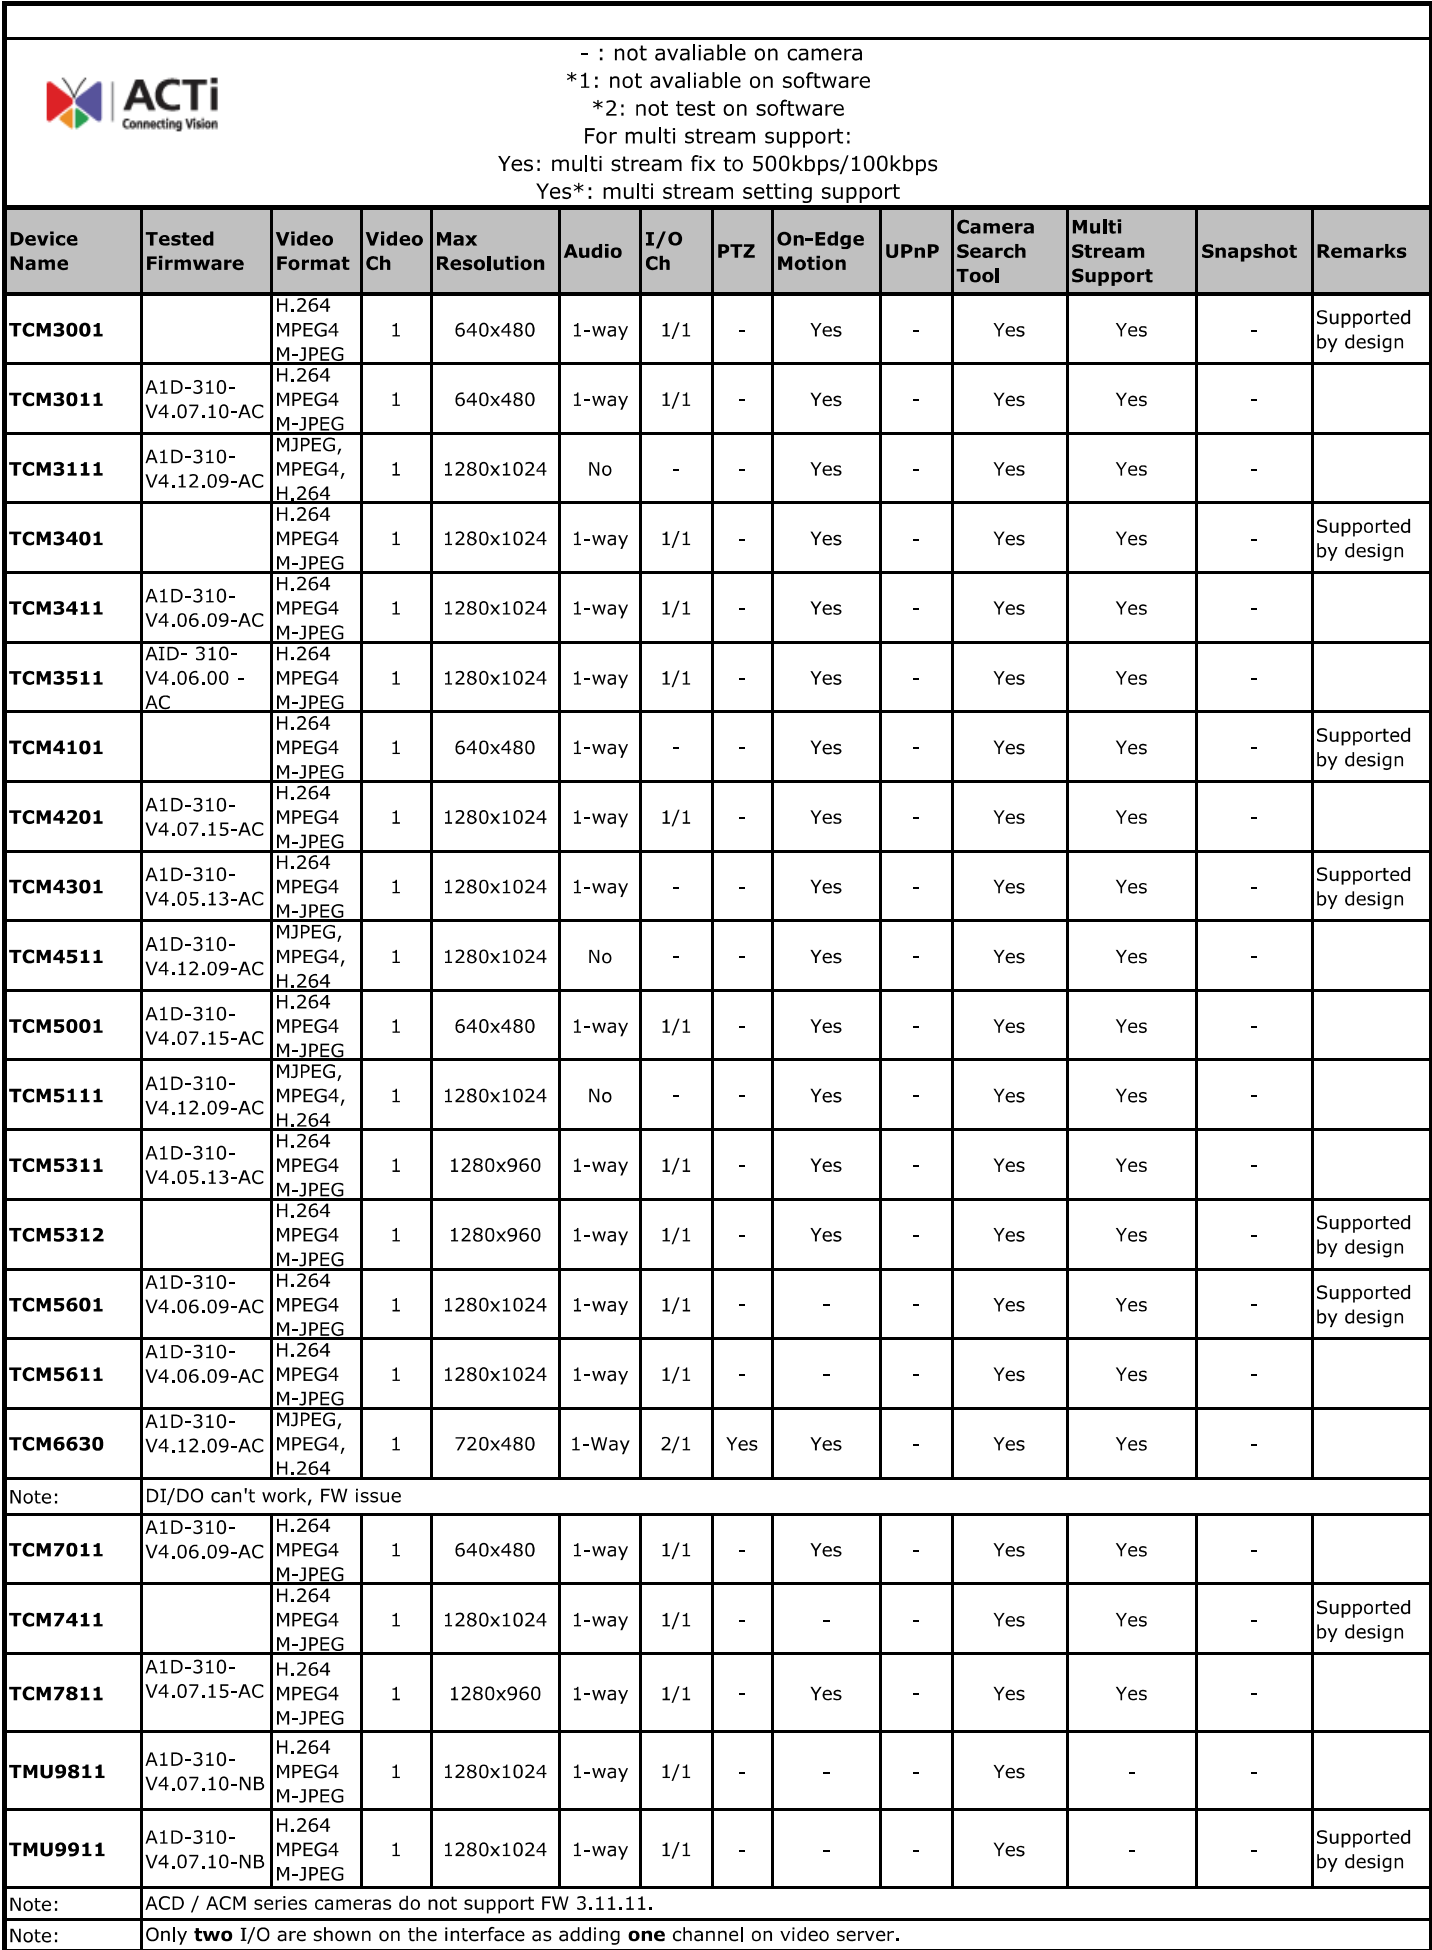 - : not avaliable on camera
*1: not avaliable on software
*2: not test on software
For multi stream support:
Yes: multi stream fix to 500kbps/100kbps
Yes*: multi stream setting support
ACTi
Connecting Vision
Device Name Tested Firmware Video Format Video Ch Max Resolution Audio I/O Ch PTZ On-Edge Motion UPnP Camera Search Tool Multi Stream Support Snapshot Remarks
TCM3001 H.264 MPEG4 M-JPEG 1 640x480 1-way 1/1 - Yes - Yes Yes - Supported by design
TCM3011 A1D-310-V4.07.10-AC H.264 MPEG4 M-JPEG 1 640x480 1-way 1/1 - Yes - Yes Yes -
TCM3111 A1D-310-V4.12.09-AC MJPEG, MPEG4, H.264 1 1280x1024 No - - Yes - Yes Yes -
TCM3401 H.264 MPEG4 M-JPEG 1 1280x1024 1-way 1/1 - Yes - Yes Yes - Supported by design
TCM3411 A1D-310-V4.06.09-AC H.264 MPEG4 M-JPEG 1 1280x1024 1-way 1/1 - Yes - Yes Yes -
TCM3511 AID- 310-V4.06.00 - AC H.264 MPEG4 M-JPEG 1 1280x1024 1-way 1/1 - Yes - Yes Yes -
TCM4101 H.264 MPEG4 M-JPEG 1 640x480 1-way - - Yes - Yes Yes - Supported by design
TCM4201 A1D-310-V4.07.15-AC H.264 MPEG4 M-JPEG 1 1280x1024 1-way 1/1 - Yes - Yes Yes -
TCM4301 A1D-310-V4.05.13-AC H.264 MPEG4 M-JPEG 1 1280x1024 1-way - - Yes - Yes Yes - Supported by design
TCM4511 A1D-310-V4.12.09-AC MJPEG, MPEG4, H.264 1 1280x1024 No - - Yes - Yes Yes -
TCM5001 A1D-310-V4.07.15-AC H.264 MPEG4 M-JPEG 1 640x480 1-way 1/1 - Yes - Yes Yes -
TCM5111 A1D-310-V4.12.09-AC MJPEG, MPEG4, H.264 1 1280x1024 No - - Yes - Yes Yes -
TCM5311 A1D-310-V4.05.13-AC H.264 MPEG4 M-JPEG 1 1280x960 1-way 1/1 - Yes - Yes Yes -
TCM5312 H.264 MPEG4 M-JPEG 1 1280x960 1-way 1/1 - Yes - Yes Yes - Supported by design
TCM5601 A1D-310-V4.06.09-AC H.264 MPEG4 M-JPEG 1 1280x1024 1-way 1/1 - - - Yes Yes - Supported by design
TCM5611 A1D-310-V4.06.09-AC H.264 MPEG4 M-JPEG 1 1280x1024 1-way 1/1 - - - Yes Yes -
TCM6630 A1D-310-V4.12.09-AC MJPEG, MPEG4, H.264 1 720x480 1-Way 2/1 Yes Yes - Yes Yes -
Note: DI/DO can't work, FW issue
TCM7011 A1D-310-V4.06.09-AC H.264 MPEG4 M-JPEG 1 640x480 1-way 1/1 - Yes - Yes Yes -
TCM7411 H.264 MPEG4 M-JPEG 1 1280x1024 1-way 1/1 - - - Yes Yes - Supported by design
TCM7811 A1D-310-V4.07.15-AC H.264 MPEG4 M-JPEG 1 1280x960 1-way 1/1 - Yes - Yes Yes -
TMU9811 A1D-310-V4.07.10-NB H.264 MPEG4 M-JPEG 1 1280x1024 1-way 1/1 - - - Yes - -
TMU9911 A1D-310-V4.07.10-NB H.264 MPEG4 M-JPEG 1 1280x1024 1-way 1/1 - - - Yes - - Supported by design
Note: ACD / ACM series cameras do not support FW 3.11.11.
Note: Only two I/O are shown on the interface as adding one channel on video server.